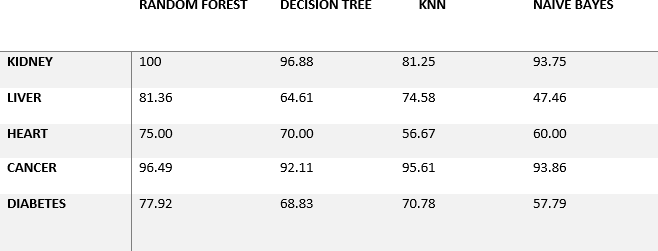 RANDOM FOREST DECISION TREE KNN NAIVE BAYES
KIDNEY 100 96.88 81.25 93.75
LIVER 81.36 64.61 74.58 47.46
HEART 75.00 70.00 56.67 60.00
CANCER 96.49 92.11 95.61 93.86
DIABETES 77.92 68.83 70.78 57.79